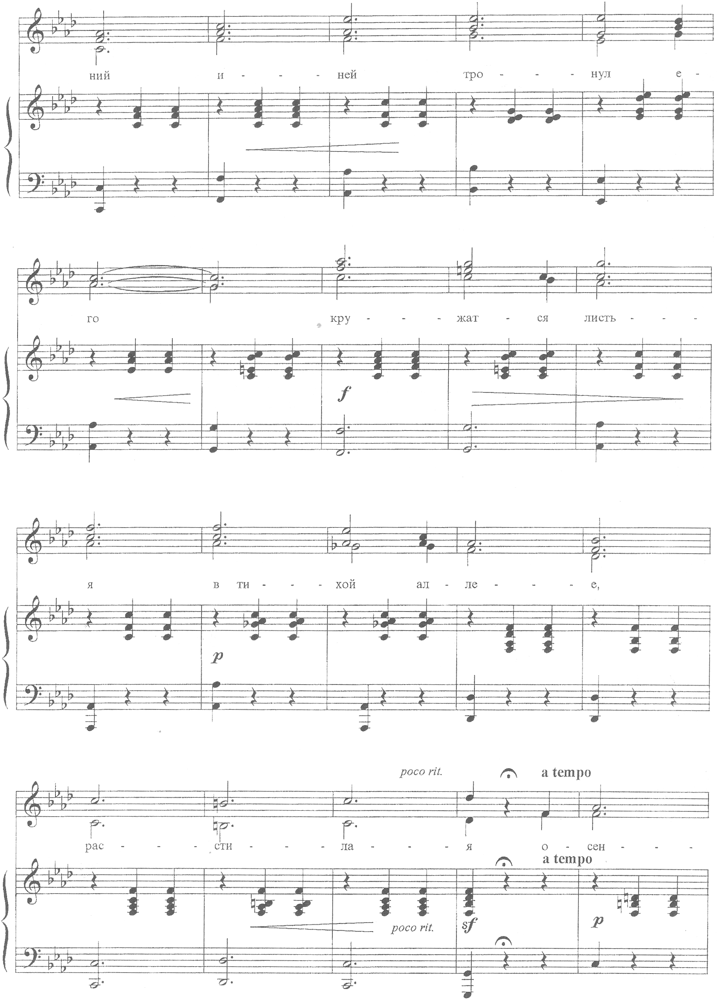 ний и - - - ней тро - - - нул е -
го кру - - - жат - ся листь - - -
f
я в ти - - - хой ал - ле - - - е,
p
poco rit. a tempo
рас - - - сти - - - ла - - - я о - сен - - -
a tempo
poco rit. sf p